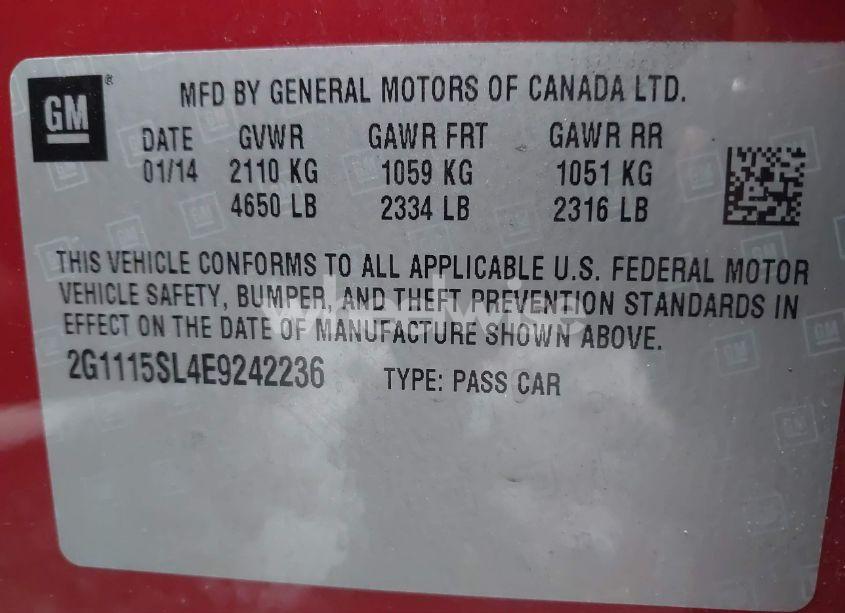 GM
MFD BY GENERAL MOTORS OF CANADA LTD.
DATE GVWR GAWR FRT GAWR RR
01/14 2110 KG 1059 KG 1051 KG
4650 LB 2334 LB 2316 LB
THIS VEHICLE CONFORMS TO ALL APPLICABLE U.S. FEDERAL MOTOR
VEHICLE SAFETY, BUMPER, AND THEFT PREVENTION STANDARDS IN
EFFECT ON THE DATE OF MANUFACTURE SHOWN ABOVE.
2G1115SL4E9242236 TYPE: PASS CAR